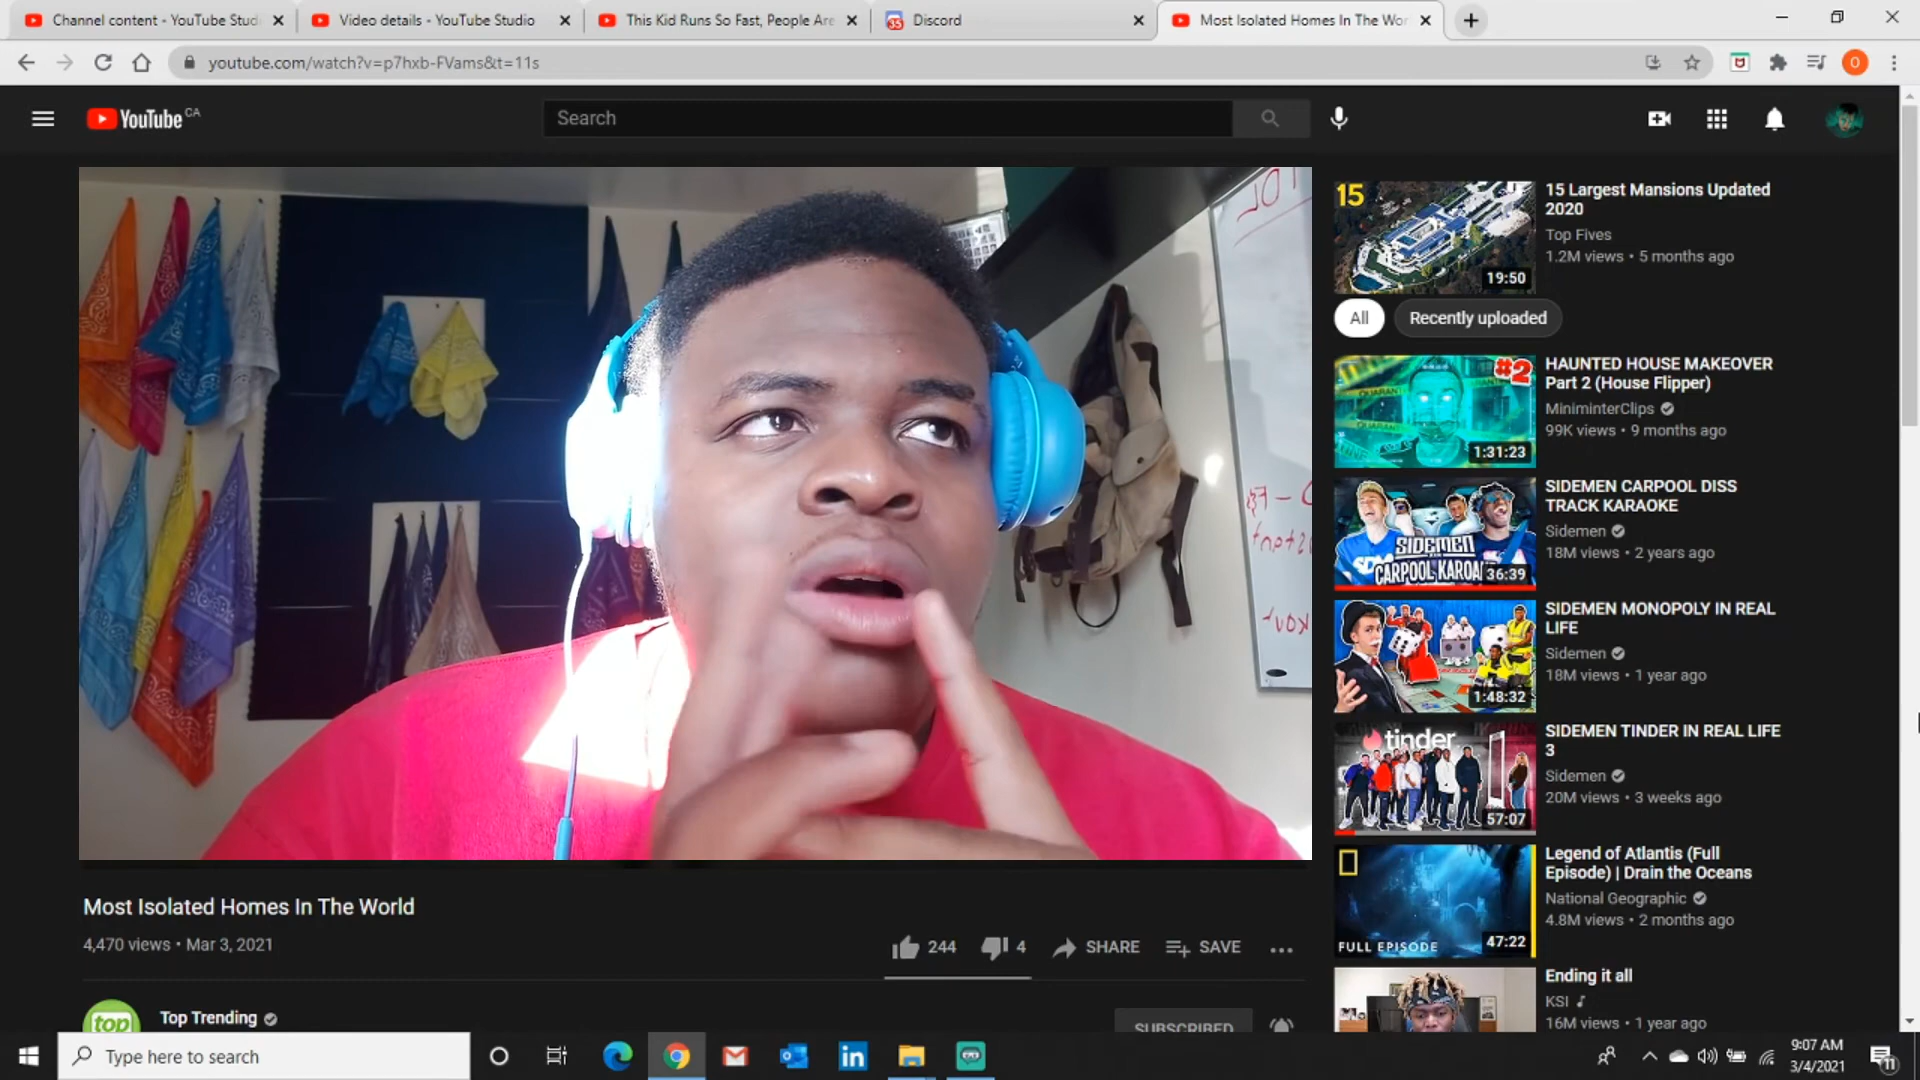 Channel content - YouTube Stud
Video details - YouTube Studio
This Kid Runs So Fast, People Are
Discord
Most Isolated Homes In The Wor
youtube.com/watch?v=p7hxb-FVams&t=11s
YouTube CA
Search
15
19:50
15 Largest Mansions Updated
2020
Top Fives
1.2M views • 5 months ago
All
Recently uploaded
#2
1:31:23
HAUNTED HOUSE MAKEOVER
Part 2 (House Flipper)
MiniminterClips
99K views • 9 months ago
SIDEMEN
CARPOOL KAROA
36:39
SIDEMEN CARPOOL DISS
TRACK KARAOKE
Sidemen
18M views • 2 years ago
1:48:32
SIDEMEN MONOPOLY IN REAL
LIFE
Sidemen
18M views • 1 year ago
tinder
57:07
SIDEMEN TINDER IN REAL LIFE
3
Sidemen
20M views • 3 weeks ago
FULL EPISODE
47:22
Legend of Atlantis (Full
Episode) | Drain the Oceans
National Geographic
4.8M views • 2 months ago
Ending it all
KSI
16M views • 1 year ago
Most Isolated Homes In The World
4,470 views • Mar 3, 2021
244
4
SHARE
SAVE
top
Top Trending
SUBSCRIBED
Type here to search
9:07 AM
3/4/2021
11